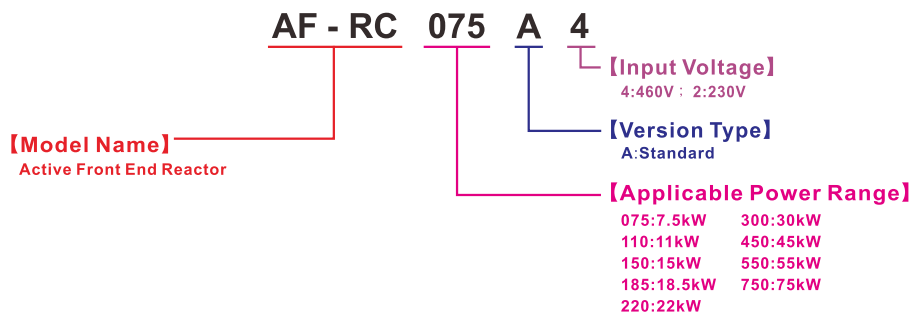 AF - RC 075 A 4
【Input Voltage】
4:460V ; 2:230V
【Version Type】
A:Standard
【Model Name】
Active Front End Reactor
【Applicable Power Range】
075:7.5kW 300:30kW
110:11kW 450:45kW
150:15kW 550:55kW
185:18.5kW 750:75kW
220:22kW